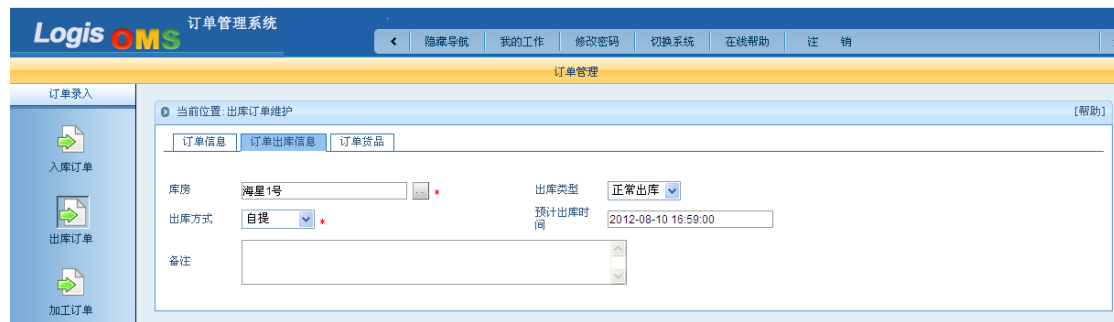 Logis OMS 订单管理系统
隐藏导航 我的工作 修改密码 切换系统 在线帮助 注 销
订单管理
订单录入
当前位置:出库订单维护 [帮助]
订单信息 订单出库信息 订单货品
入库订单
库房 海星1号 .. * 出库类型 正常出库
出库方式 自提 * 预计出库时间 2012-08-10 16:59:00
出库订单
备注
加工订单